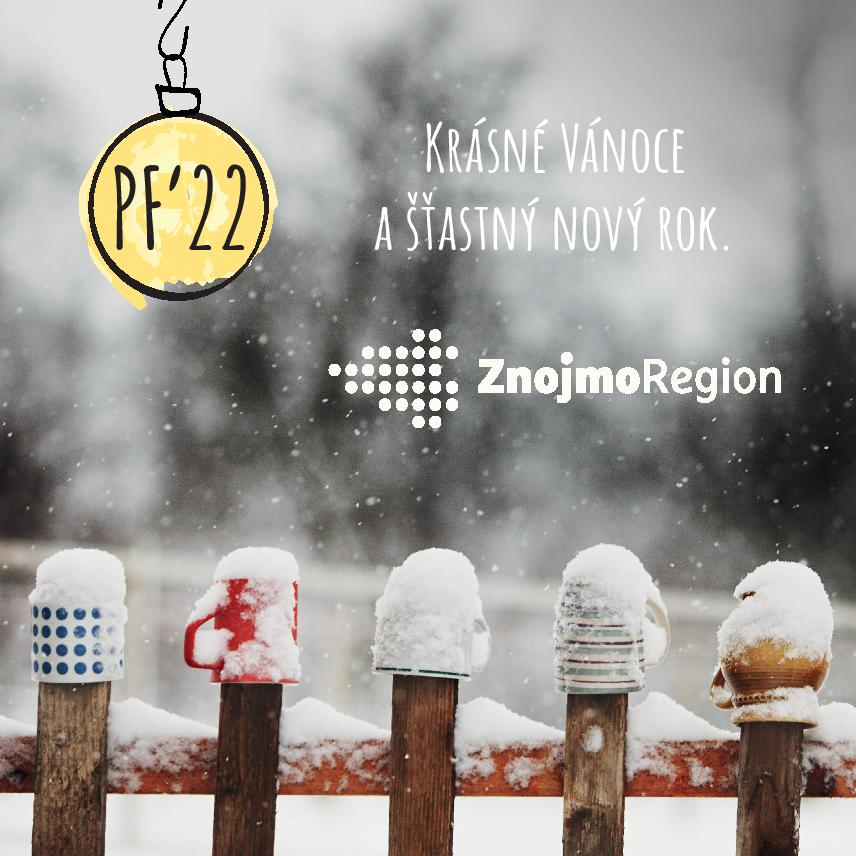 PF'22
Krásné Vánoce
a šťastný nový rok.
ZnojmoRegion